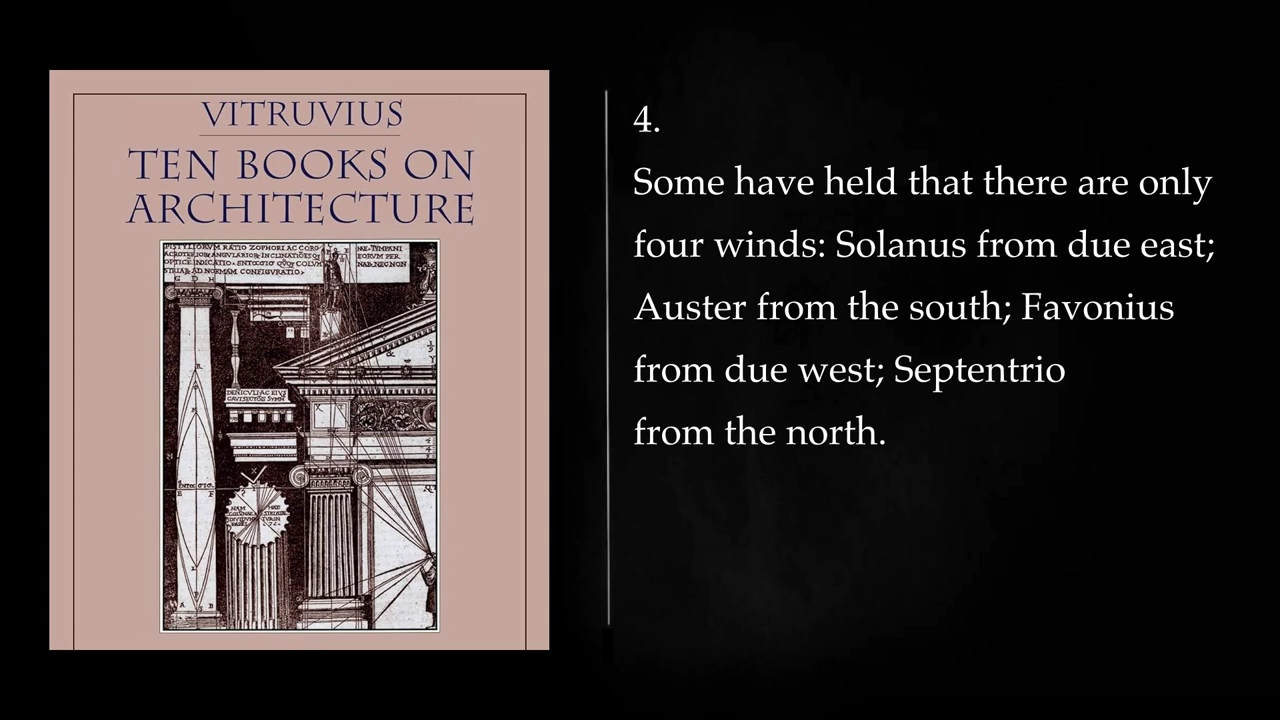 VITRUVIUS
TEN BOOKS ON
ARCHITECTURE
4.
Some have held that there are only
four winds: Solanus from due east;
Auster from the south; Favonius
from due west; Septentrio
from the north.